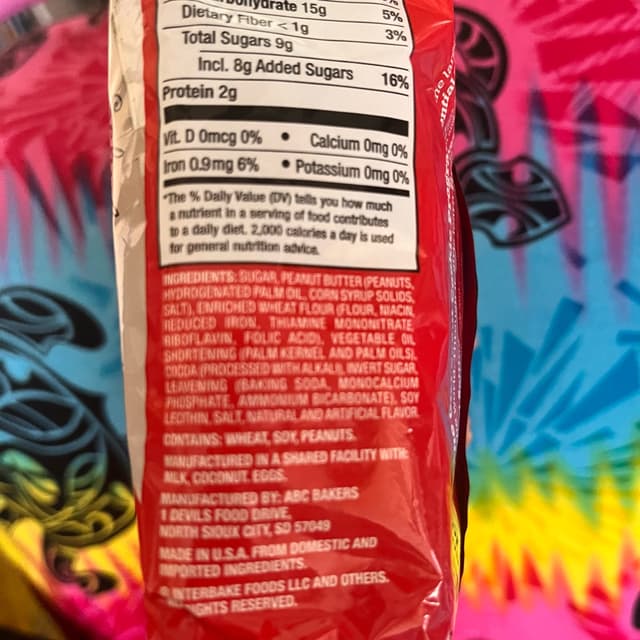 bohydrate 15g 5%
Dietary Fiber < 1g 3%
Total Sugars 9g
Incl. 8g Added Sugars 16%
Protein 2g
Vit. D 0mcg 0% • Calcium 0mg 0%
Iron 0.9mg 6% • Potassium 0mg 0%
*The % Daily Value (DV) tells you how much
a nutrient in a serving of food contributes
to a daily diet. 2,000 calories a day is used
for general nutrition advice.
INGREDIENTS: SUGAR, PEANUT BUTTER (PEANUTS,
HYDROGENATED PALM OIL, CORN SYRUP SOLIDS,
SALT), ENRICHED WHEAT FLOUR (FLOUR, NIACIN,
REDUCED IRON, THIAMINE MONONITRATE,
RIBOFLAVIN, FOLIC ACID), VEGETABLE OIL
SHORTENING (PALM KERNEL AND PALM OILS),
COCOA (PROCESSED WITH ALKALI), INVERT SUGAR,
LEAVENING (BAKING SODA, MONOCALCIUM
PHOSPHATE, AMMONIUM BICARBONATE), SOY
LECITHIN, SALT, NATURAL AND ARTIFICIAL FLAVOR.
CONTAINS: WHEAT, SOY, PEANUTS.
MANUFACTURED IN A SHARED FACILITY WITH:
MILK, COCONUT, EGGS.
MANUFACTURED BY: ABC BAKERS
1 DEVILS FOOD DRIVE,
NORTH SIOUX CITY, SD 57049
MADE IN U.S.A. FROM DOMESTIC AND
IMPORTED INGREDIENTS.
© INTERBAKE FOODS LLC AND OTHERS.
RIGHTS RESERVED.